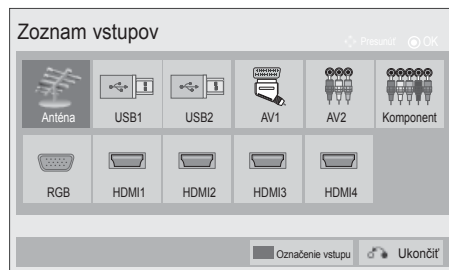 Zoznam vstupov
Presunúť OK
Anténa USB1 USB2 AV1 AV2 Komponent
RGB HDMI1 HDMI2 HDMI3 HDMI4
Označenie vstupu Ukončiť